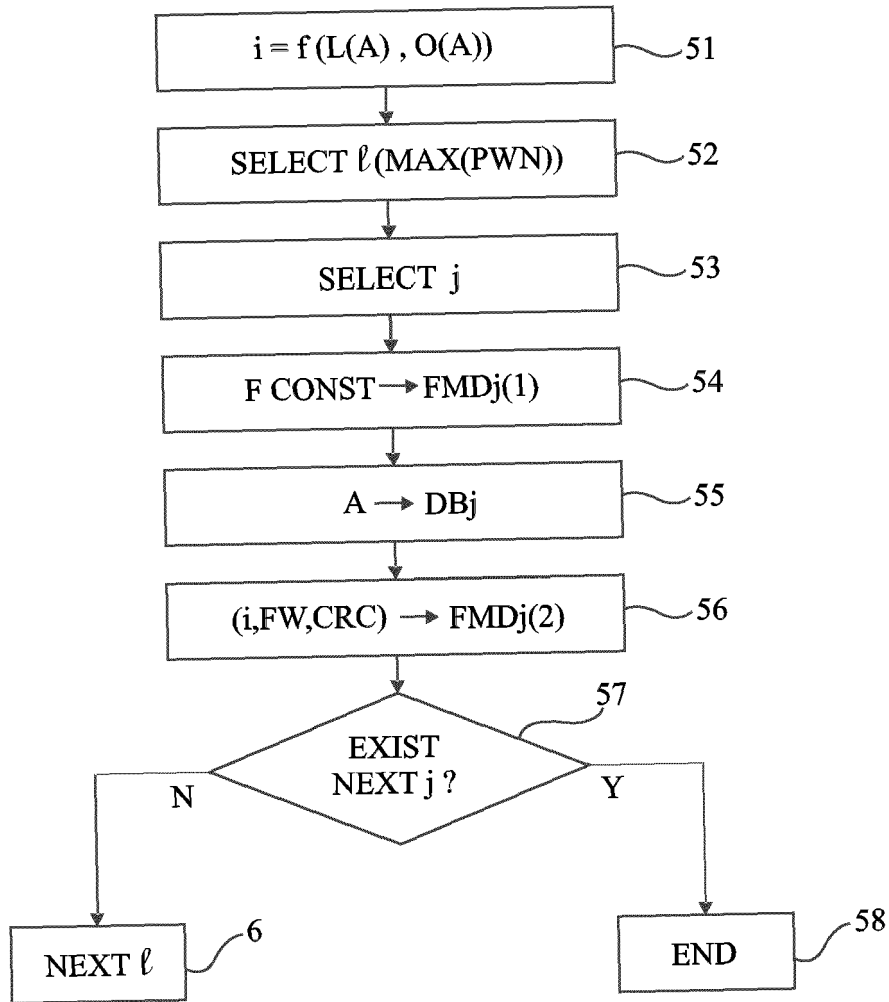 i = f (L(A) , O(A))
51
SELECT ℓ (MAX(PWN))
52
SELECT j
53
F CONST → FMDj(1)
54
A → DBj
55
(i,FW,CRC) → FMDj(2)
56
57
EXIST
NEXT j ?
N
Y
NEXT ℓ
6
END
58